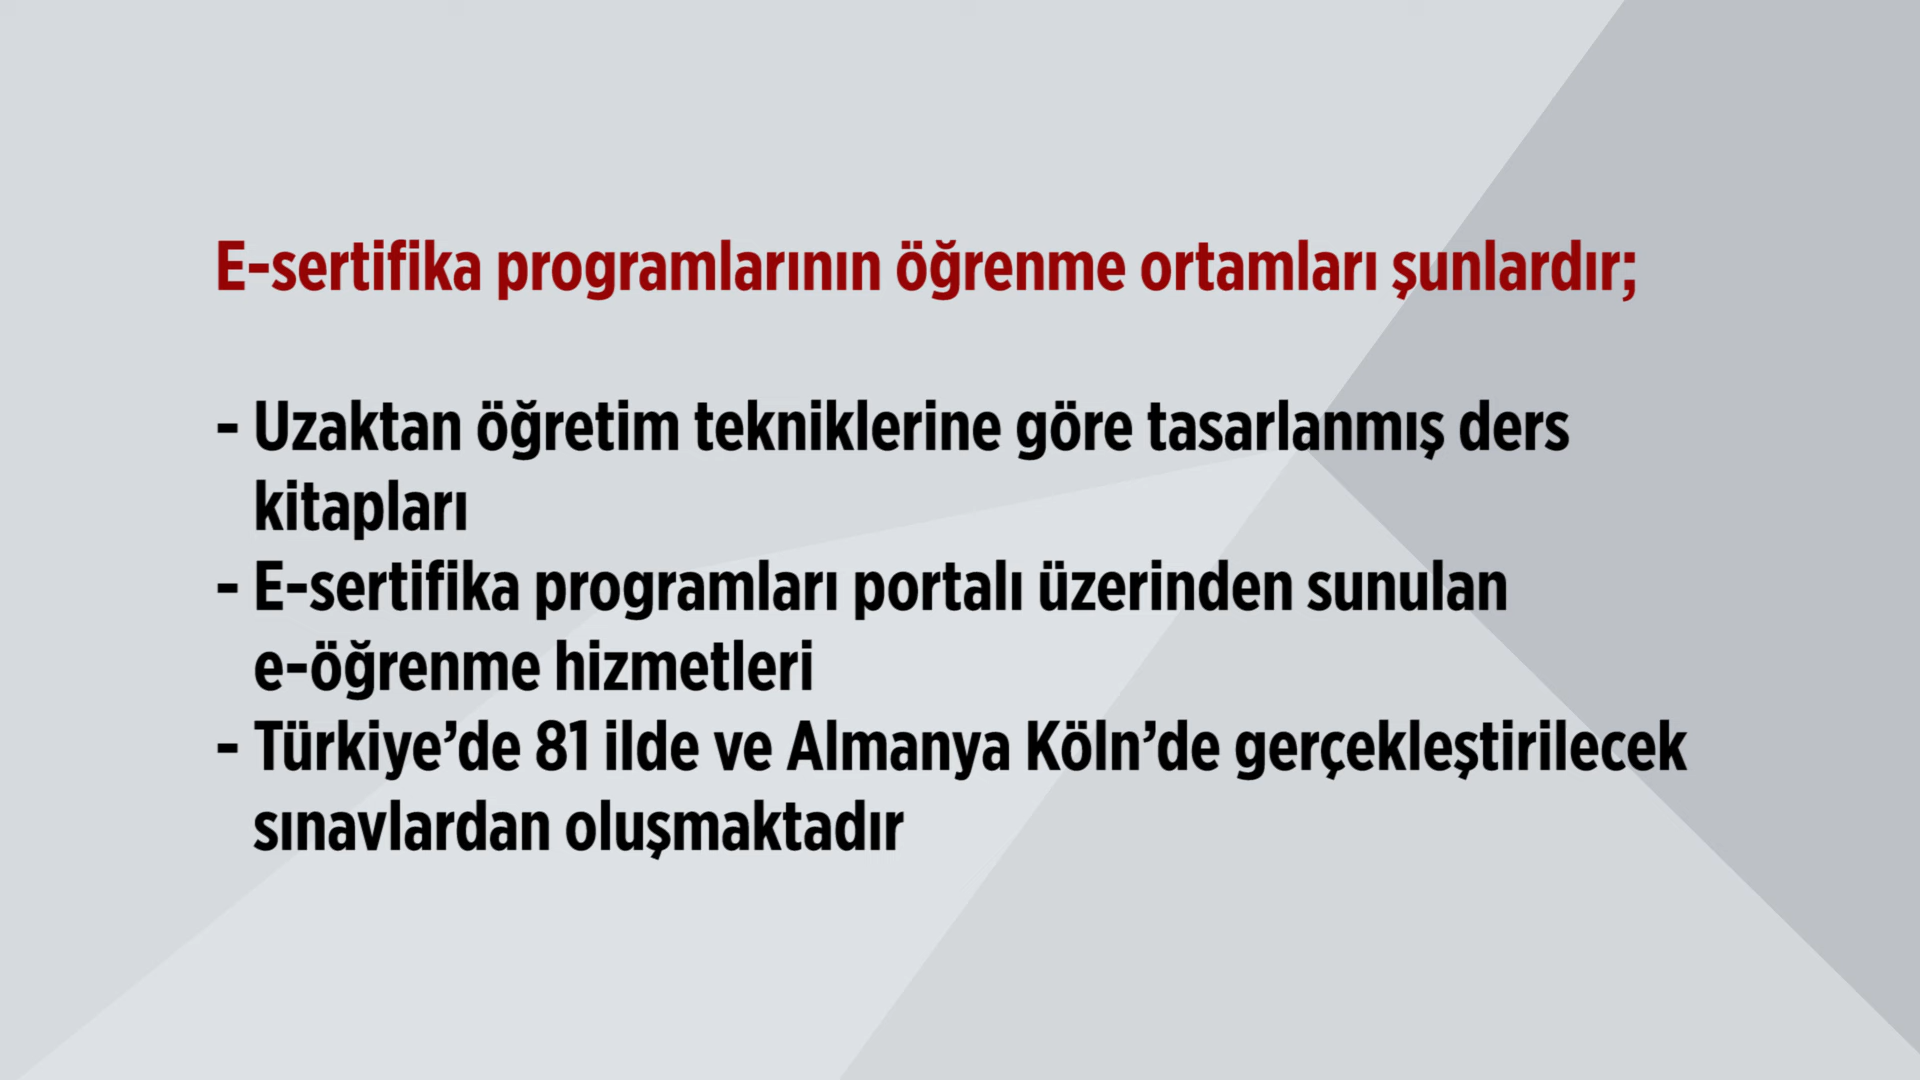 E-sertifika programlarının öğrenme ortamları şunlardır;
- Uzaktan öğretim tekniklerine göre tasarlanmış ders
kitapları
- E-sertifika programları portalı üzerinden sunulan
e-öğrenme hizmetleri
- Türkiye’de 81 ilde ve Almanya Köln’de gerçekleştirilecek
sınavlardan oluşmaktadır